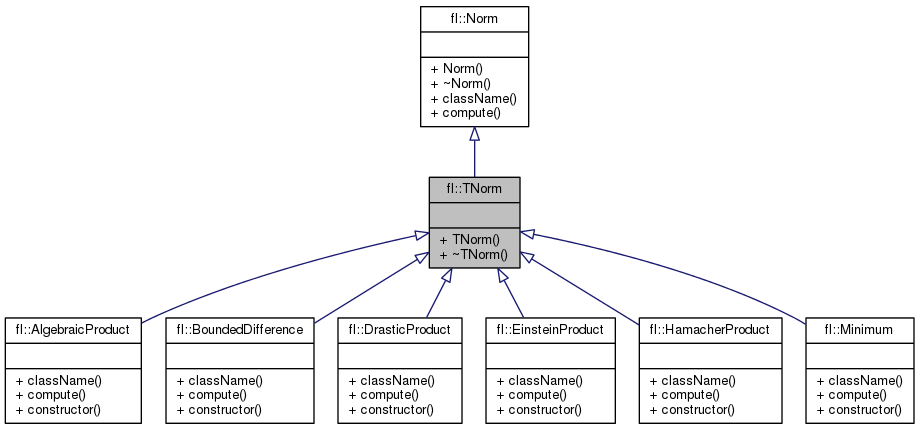 fl::Norm
+ Norm()
+ ~Norm()
+ className()
+ compute()
fl::TNorm
+ TNorm()
+ ~TNorm()
fl::AlgebraicProduct
+ className()
+ compute()
+ constructor()
fl::BoundedDifference
+ className()
+ compute()
+ constructor()
fl::DrasticProduct
+ className()
+ compute()
+ constructor()
fl::EinsteinProduct
+ className()
+ compute()
+ constructor()
fl::HamacherProduct
+ className()
+ compute()
+ constructor()
fl::Minimum
+ className()
+ compute()
+ constructor()